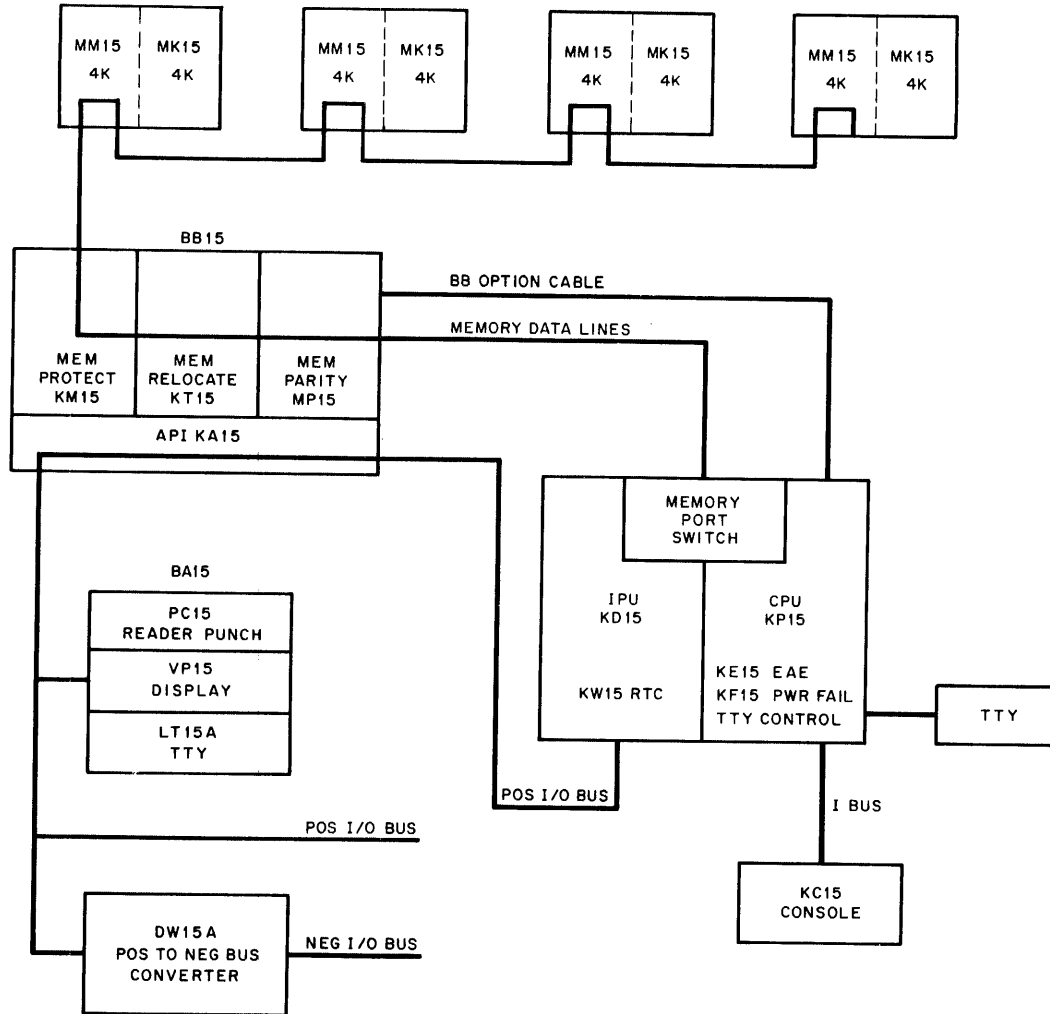 MM15 MK15
4K 4K
MM15 MK15
4K 4K
MM15 MK15
4K 4K
MM15 MK15
4K 4K
BB15
BB OPTION CABLE
MEMORY DATA LINES
MEM
PROTECT
KM15
MEM
RELOCATE
KT15
MEM
PARITY
MP15
API KA15
MEMORY
PORT
SWITCH
IPU
KD15
KW15 RTC
CPU
KP15
KE15 EAE
KF15 PWR FAIL
TTY CONTROL
TTY
BA15
PC15
READER PUNCH
VP15
DISPLAY
LT15A
TTY
POS I/O BUS
I BUS
POS I/O BUS
KC15
CONSOLE
DW15A
POS TO NEG BUS
CONVERTER
NEG I/O BUS